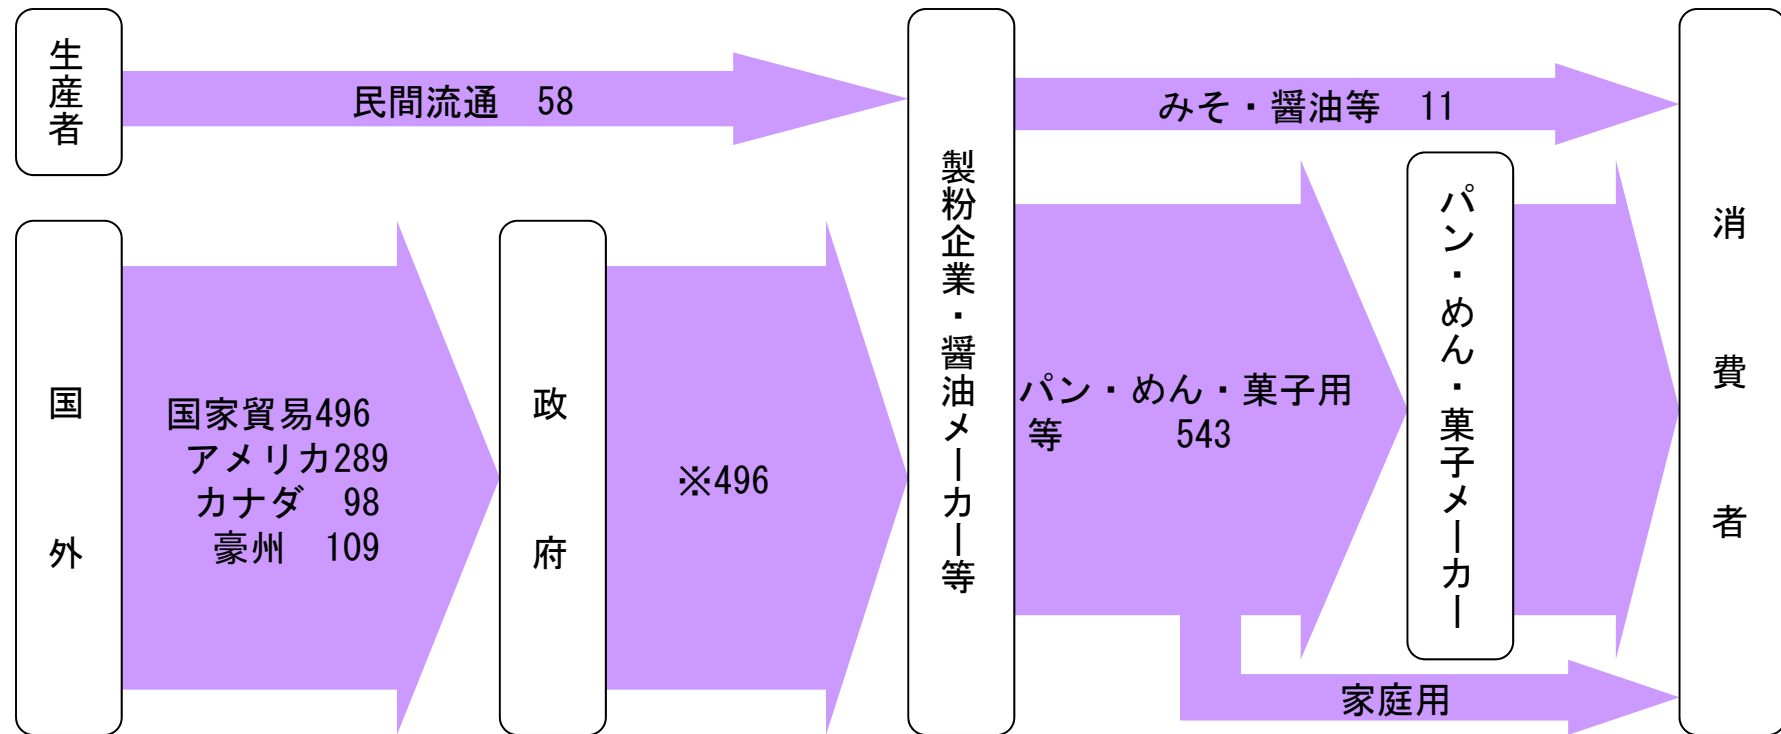 生産者
民間流通　58
国外
国家貿易496
アメリカ289
カナダ　98
豪州　109
政府
※496
製粉企業・醤油メーカー等
みそ・醤油等　11
パン・めん・菓子用
等　　　543
パン・めん・菓子メーカー
家庭用
消費者